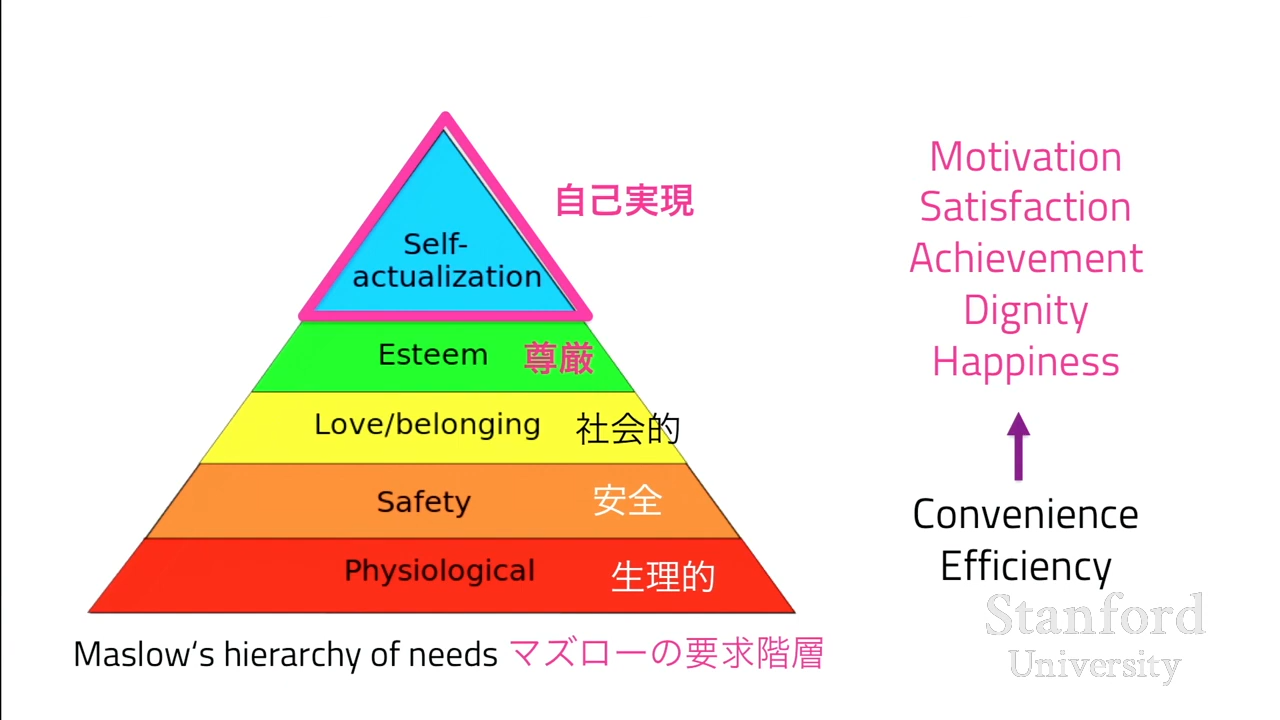 Self-
actualization
自己実現
Esteem 尊厳
Love/belonging 社会的
Safety 安全
Physiological 生理的
Maslow‘s hierarchy of needs マズローの要求階層
Motivation
Satisfaction
Achievement
Dignity
Happiness
Convenience
Efficiency
Stanford
University